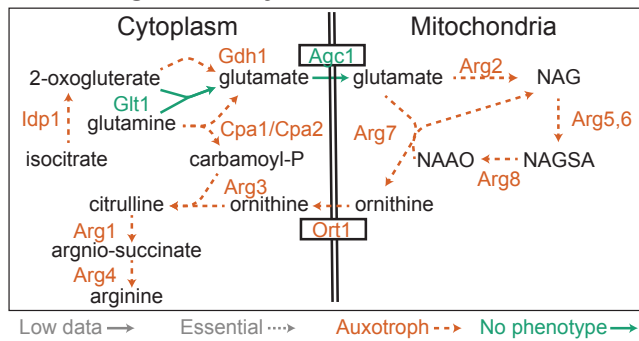 Cytoplasm
Mitochondria
Gdh1
Agc1
2-oxogluterate
glutamate
glutamate
Arg2
NAG
Glt1
Idp1
glutamine
Cpa1/Cpa2
Arg7
Arg5,6
isocitrate
carbamoyl-P
NAAO
NAGSA
Arg8
Arg3
citrulline
ornithine
ornithine
Arg1
Ort1
argnio-succinate
Arg4
arginine
Low data
Essential
Auxotroph
No phenotype